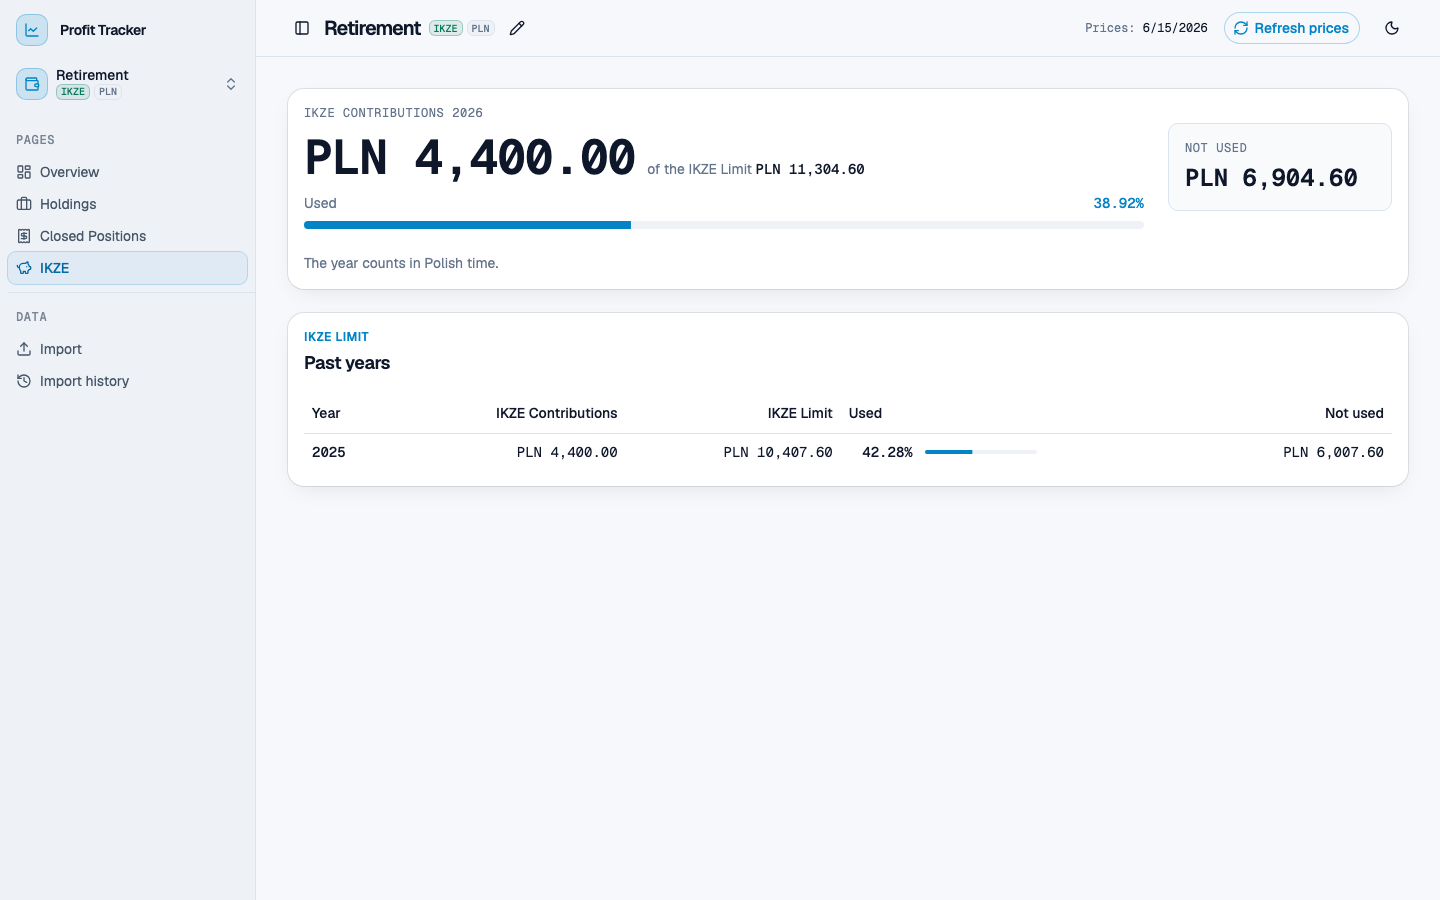 Profit Tracker
Retirement
IKZE PLN
PAGES
Overview
Holdings
Closed Positions
IKZE
DATA
Import
Import history
Retirement IKZE PLN
Prices: 6/15/2026
Refresh prices
IKZE CONTRIBUTIONS 2026
PLN 4,400.00 of the IKZE Limit PLN 11,304.60
Used 38.92%
The year counts in Polish time.
NOT USED
PLN 6,904.60
IKZE LIMIT
Past years
Year IKZE Contributions IKZE Limit Used Not used
2025 PLN 4,400.00 PLN 10,407.60 42.28% PLN 6,007.60